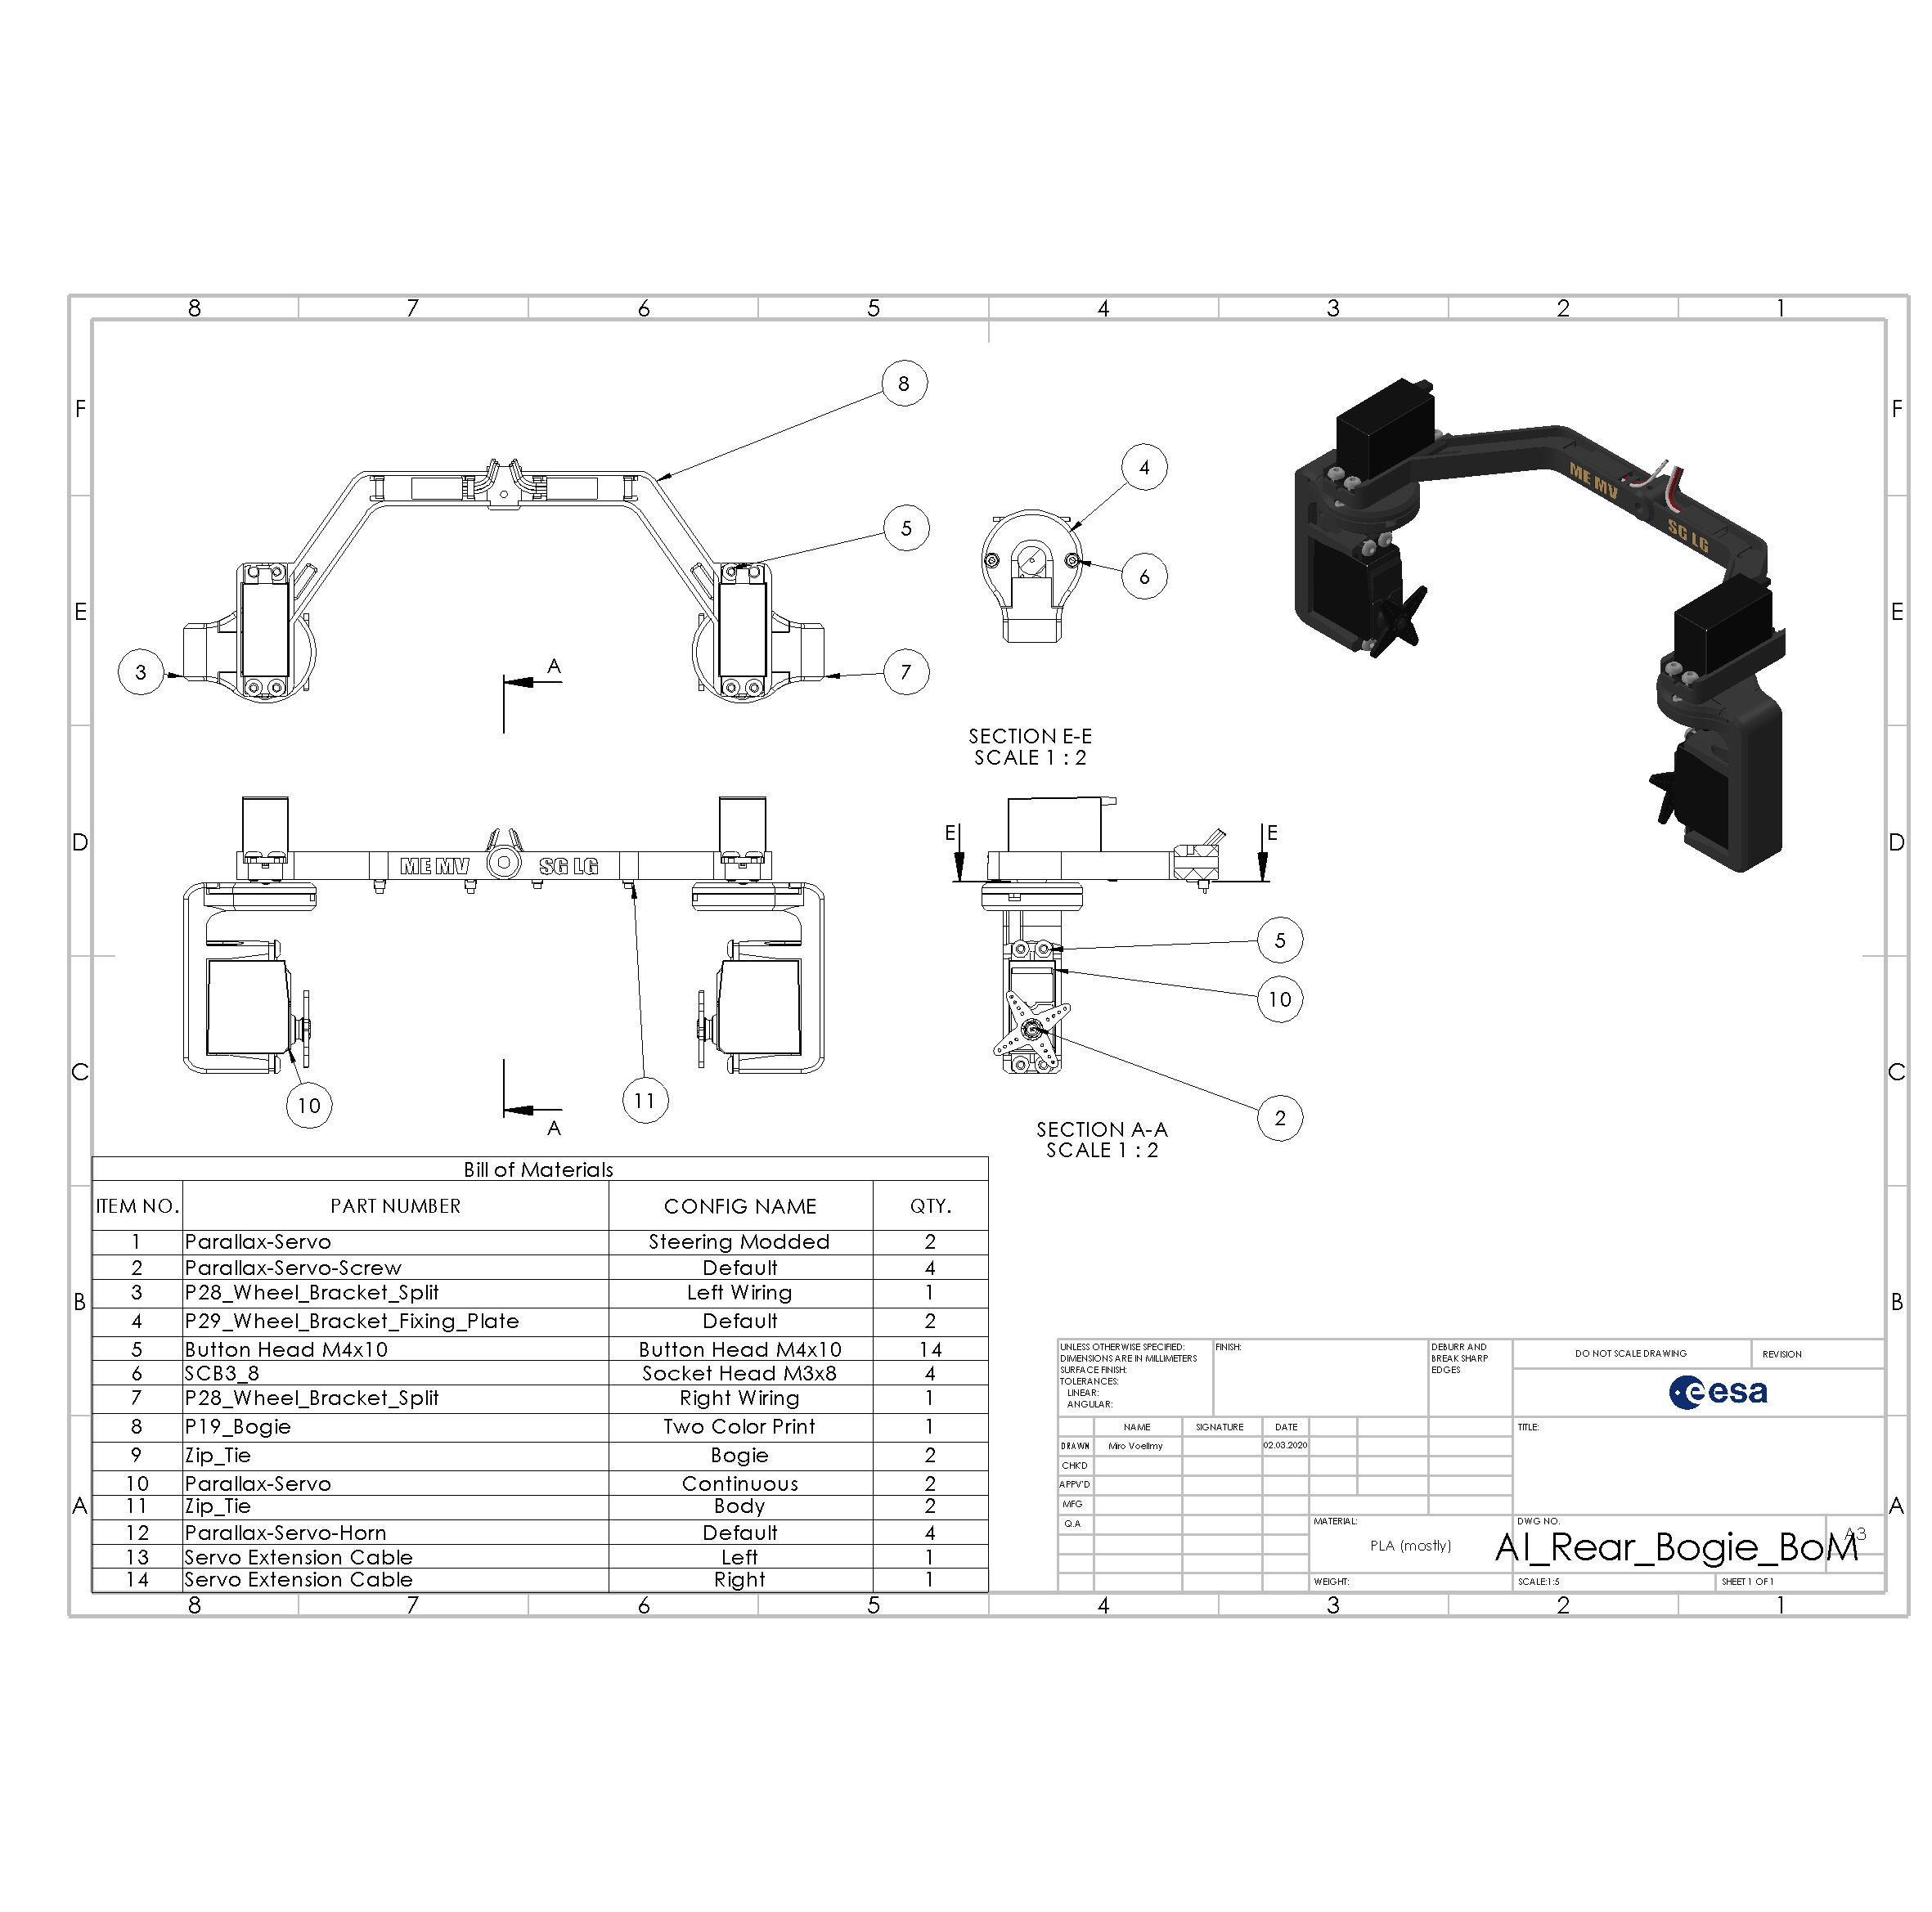 8 7 6 5 4 3 2 1
F F
E E
D D
C C
B B
A A
8
5
3
7
A
A
4
6
SECTION E-E
SCALE 1 : 2
ME MV SG LG
ME MV
SG LG
E E
5
10
2
10
11
SECTION A-A
SCALE 1 : 2
Bill of Materials
ITEM NO. PART NUMBER CONFIG NAME QTY.
1 Parallax-Servo Steering Modded 2
2 Parallax-Servo-Screw Default 4
3 P28_Wheel_Bracket_Split Left Wiring 1
4 P29_Wheel_Bracket_Fixing_Plate Default 2
5 Button Head M4x10 Button Head M4x10 14
6 SCB3_8 Socket Head M3x8 4
7 P28_Wheel_Bracket_Split Right Wiring 1
8 P19_Bogie Two Color Print 1
9 Zip_Tie Bogie 2
10 Parallax-Servo Continuous 2
11 Zip_Tie Body 2
12 Parallax-Servo-Horn Default 4
13 Servo Extension Cable Left 1
14 Servo Extension Cable Right 1
UNLESS OTHERWISE SPECIFIED:
DIMENSIONS ARE IN MILLIMETERS
SURFACE FINISH:
TOLERANCES:
LINEAR:
ANGULAR:
FINISH:
DEBURR AND
BREAK SHARP
EDGES
DO NOT SCALE DRAWING
REVISION
esa
NAME SIGNATURE DATE
DRAWN Miro Voellmy 02.03.2020
CHK'D
APPV'D
MFG
Q.A
TITLE:
MATERIAL:
PLA (mostly)
WEIGHT:
DWG NO.
AI_Rear_Bogie_BoM
A3
SCALE:1:5
SHEET 1 OF 1
8 7 6 5 4 3 2 1